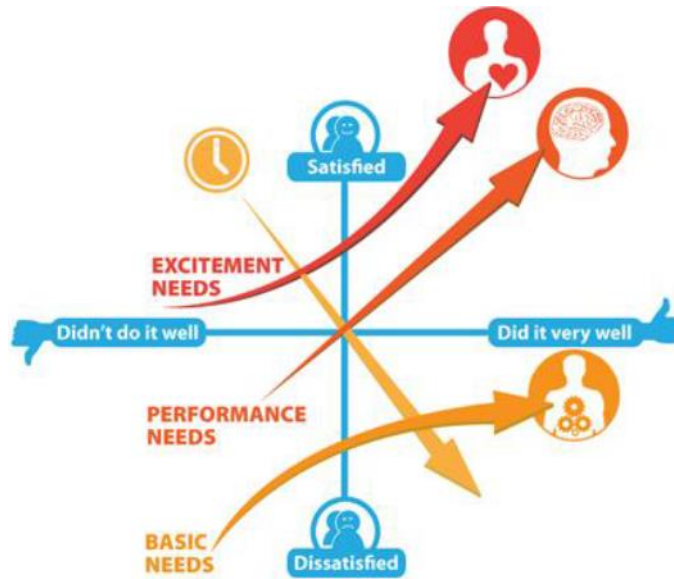 Satisfied
EXCITEMENT
NEEDS
Didn't do it well
Did it very well
PERFORMANCE
NEEDS
BASIC
NEEDS
Dissatisfied